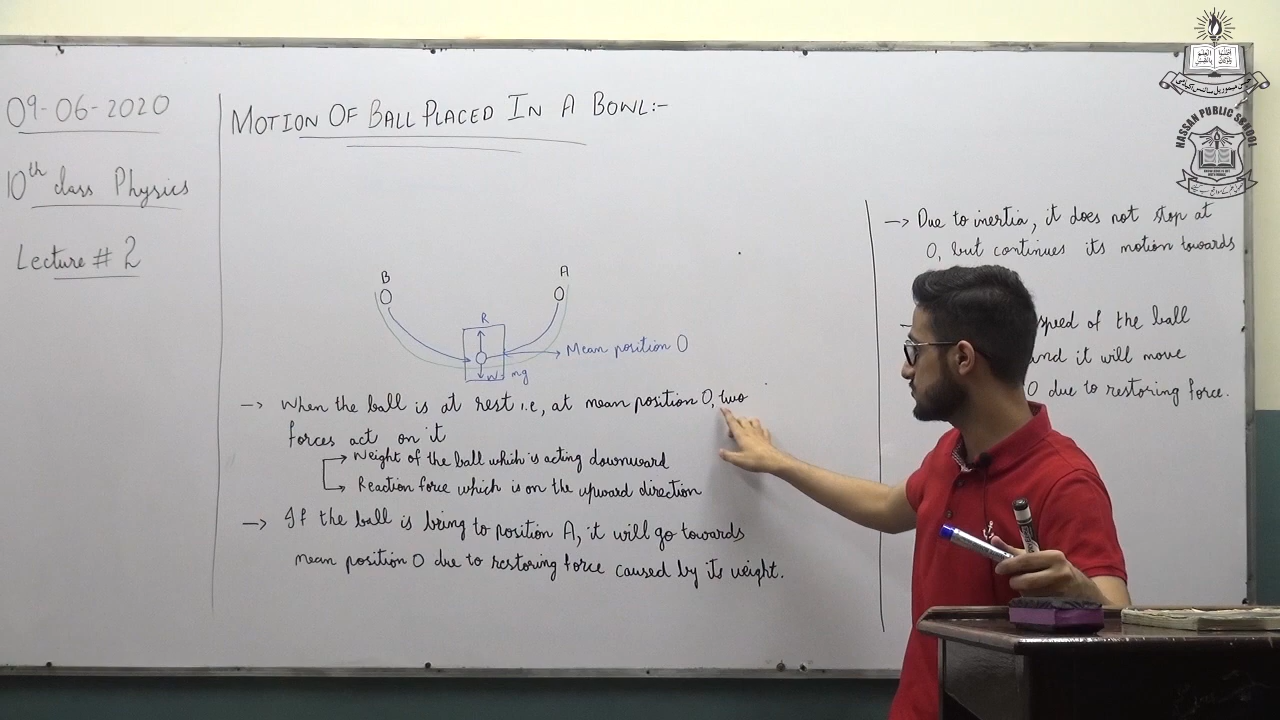 09-06-2020
10th class Physics
Lecture # 2
MOTION OF BALL PLACED IN A BOWL:-
B
A
R
Mean position O
W = mg
→ When the ball is at rest i.e, at mean position O, two
forces act on it
→ Weight of the ball which is acting downward
→ Reaction force which is on the upward direction
→ If the ball is bring to position A, it will go towards
mean position O due to restoring force caused by its weight.
→ Due to inertia, it does not stop at
O, but continues its motion towards
speed of the ball
and it will move
O due to restoring force.
HASSAN PUBLIC SCHOOL